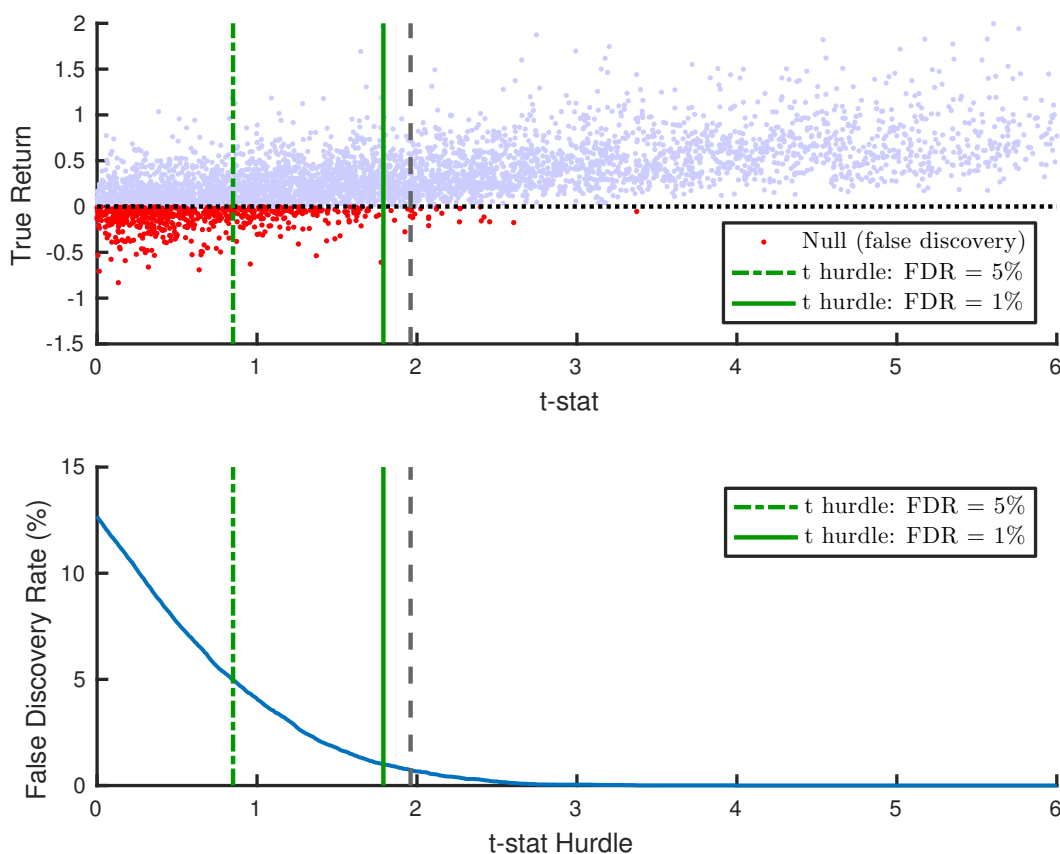 2
1.5
1
0.5
0
-0.5
-1
-1.5
True Return
0 1 2 3 4 5 6
t-stat
Null (false discovery)
t hurdle: FDR = 5%
t hurdle: FDR = 1%
15
10
5
0
False Discovery Rate (%)
0 1 2 3 4 5 6
t-stat Hurdle
t hurdle: FDR = 5%
t hurdle: FDR = 1%